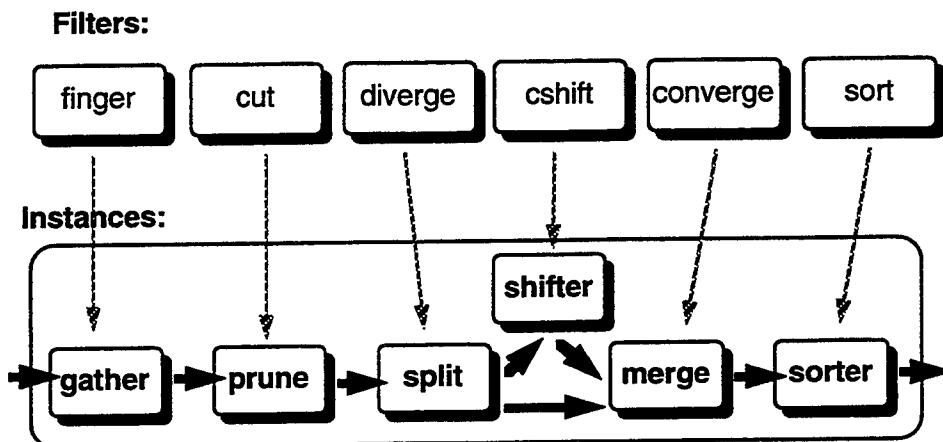 Filters:
finger cut diverge cshift converge sort
Instances:
shifter
gather prune split merge sorter